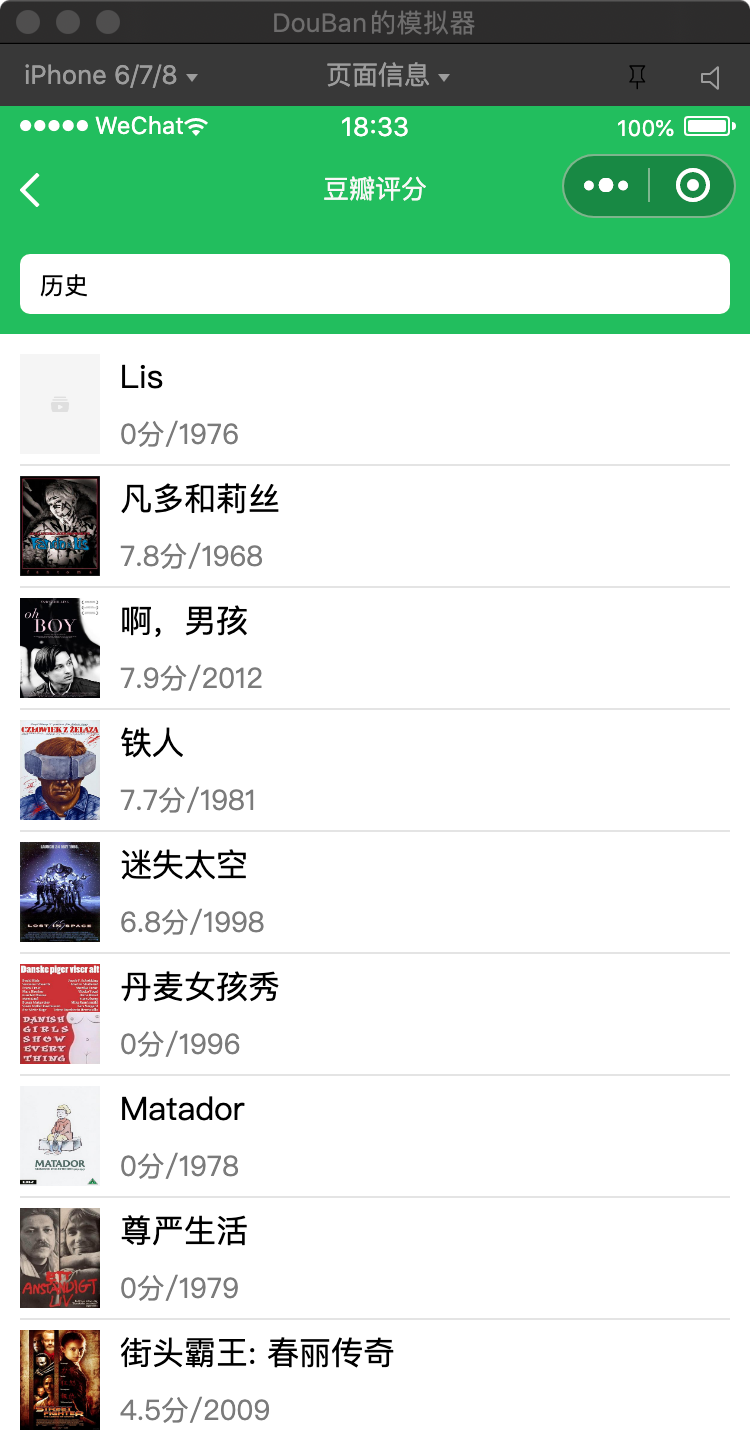 DouBan的模拟器
iPhone 6/7/8
页面信息
WeChat
18:33
100%
豆瓣评分
历史
Lis
0分/1976
凡多和莉丝
7.8分/1968
oh
BOY
啊，男孩
7.9分/2012
CZŁOWIEK Z ŻELAZA
铁人
7.7分/1981
LOST IN SPACE
迷失太空
6.8分/1998
Danske piger viser alt
DANISH
GIRLS
SHOW
EVERY
THING
丹麦女孩秀
0分/1996
MATADOR
Matador
0分/1978
ETT
ANSTÄNDIGT
LIV
尊严生活
0分/1979
街头霸王: 春丽传奇
4.5分/2009